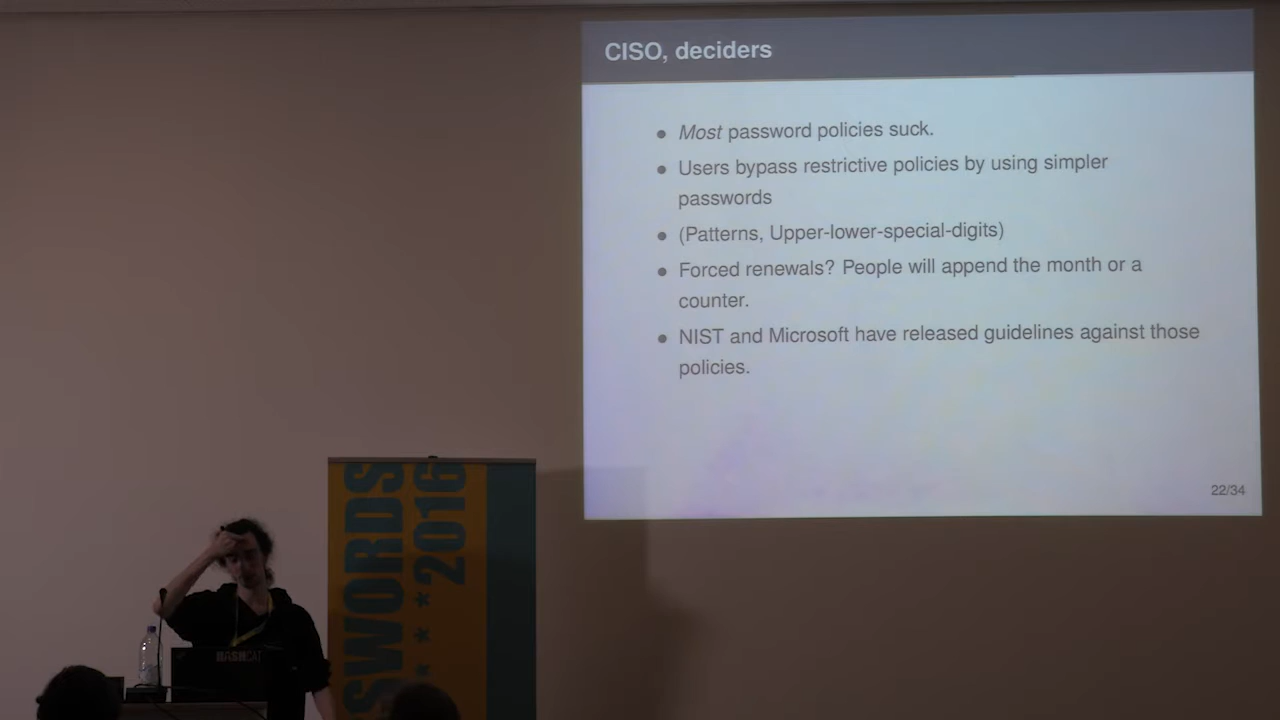 CISO, deciders
Most password policies suck.
Users bypass restrictive policies by using simpler
passwords
(Patterns, Upper-lower-special-digits)
Forced renewals? People will append the month or a
counter.
NIST and Microsoft have released guidelines against those
policies.
22/34
SWORDS
* * * 2016
HASHCAT